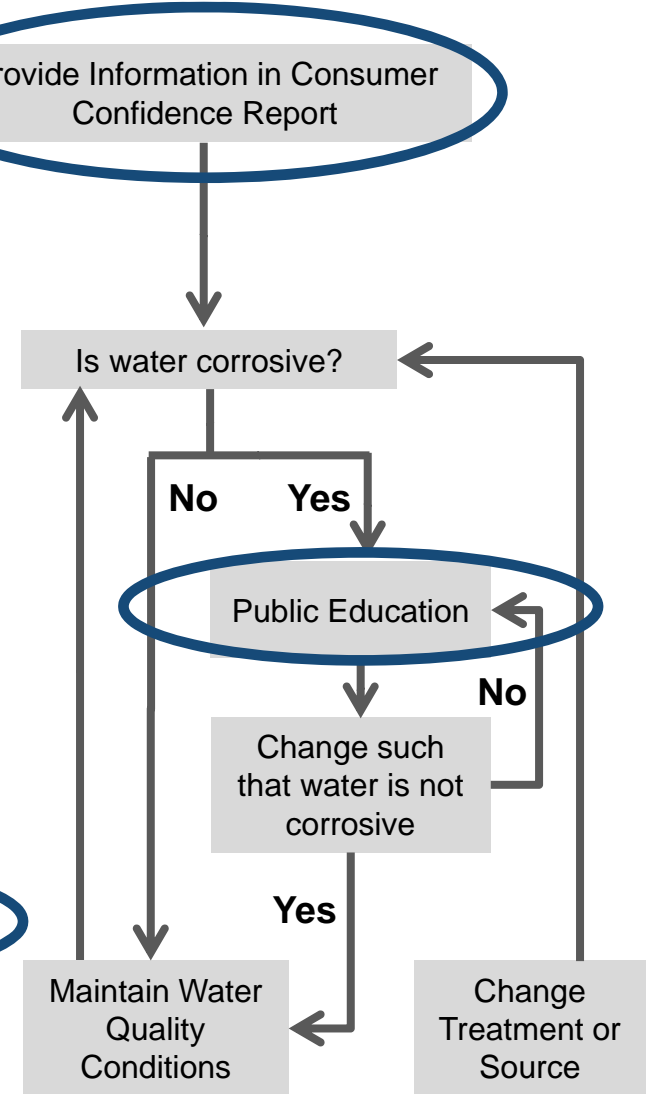 rovide Information in Consumer
Confidence Report
Is water corrosive?
No
Yes
Public Education
No
Change such
that water is not
corrosive
Yes
Maintain Water
Quality
Conditions
Change
Treatment or
Source